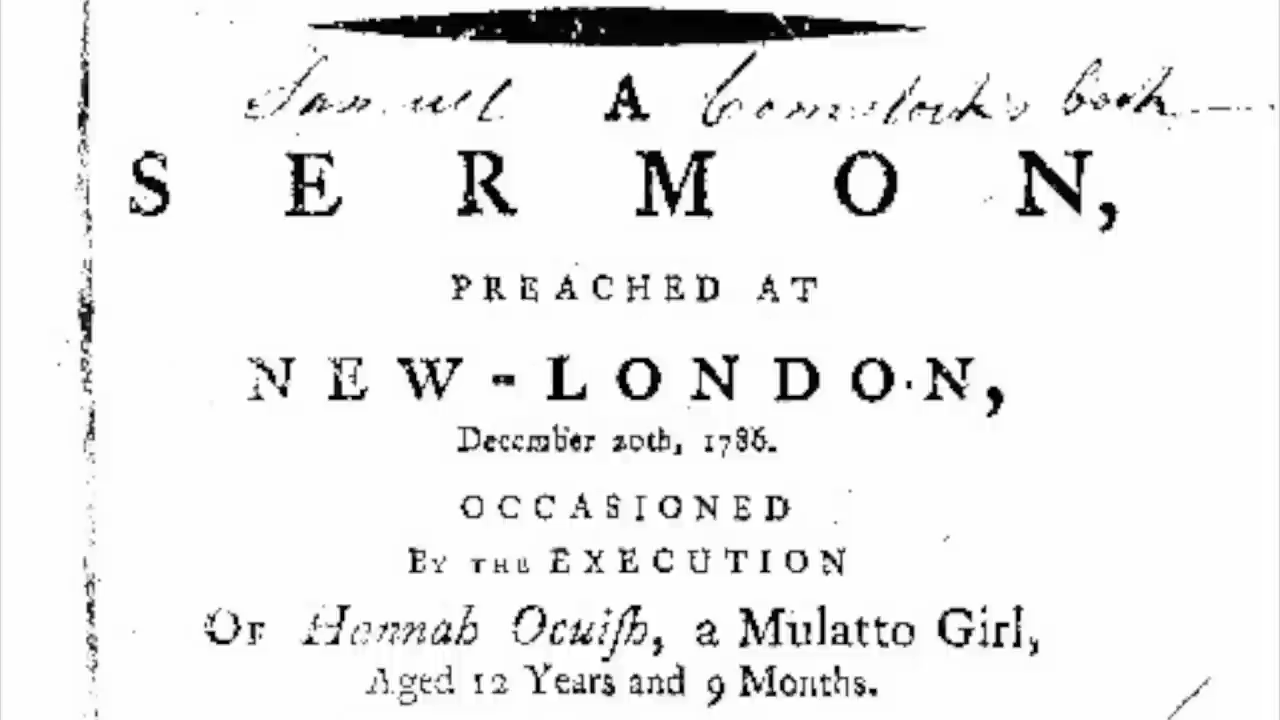 Samuel A Comstock's book
SERMON,
PREACHED AT
NEW-LONDON,
December 20th, 1786.
OCCASIONED
BY THE EXECUTION
OF Hannah Ocuiſh, a Mulatto Girl,
Aged 12 Years and 9 Months.